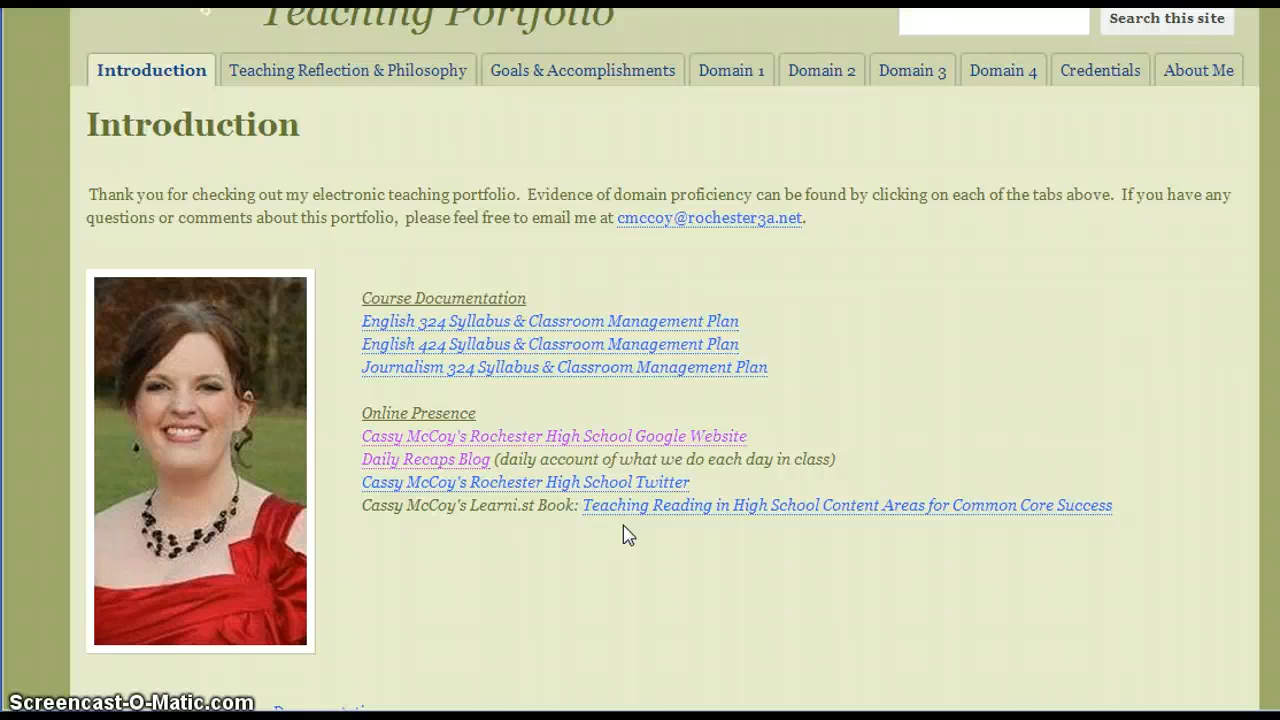 Teaching Portfolio
Search this site
Introduction
Teaching Reflection & Philosophy
Goals & Accomplishments
Domain 1
Domain 2
Domain 3
Domain 4
Credentials
About Me
Introduction
Thank you for checking out my electronic teaching portfolio. Evidence of domain proficiency can be found by clicking on each of the tabs above. If you have any
questions or comments about this portfolio, please feel free to email me at cmccoy@rochester3a.net.
Course Documentation
English 324 Syllabus & Classroom Management Plan
English 424 Syllabus & Classroom Management Plan
Journalism 324 Syllabus & Classroom Management Plan
Online Presence
Cassy McCoy's Rochester High School Google Website
Daily Recaps Blog (daily account of what we do each day in class)
Cassy McCoy's Rochester High School Twitter
Cassy McCoy's Learni.st Book: Teaching Reading in High School Content Areas for Common Core Success
Screencast-O-Matic.com